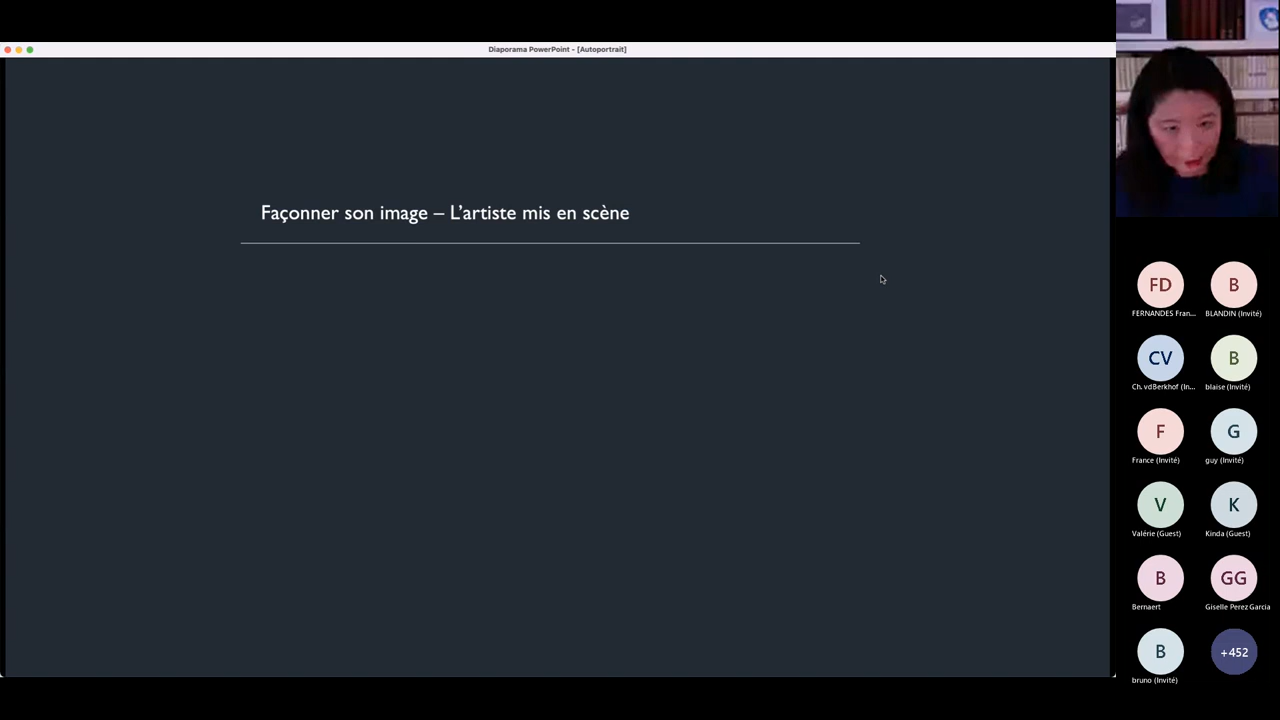 Diaporama PowerPoint - [Autoportrait]
Façonner son image – L’artiste mis en scène
FD
B
FERNANDES Fran...
BLANDIN (Invité)
CV
B
Ch. vdBerkhof (In...
blaise (Invité)
F
G
France (Invité)
guy (Invité)
V
K
Valérie (Guest)
Kinda (Guest)
B
GG
Bernaert
Giselle Perez Garcia
B
+452
bruno (Invité)